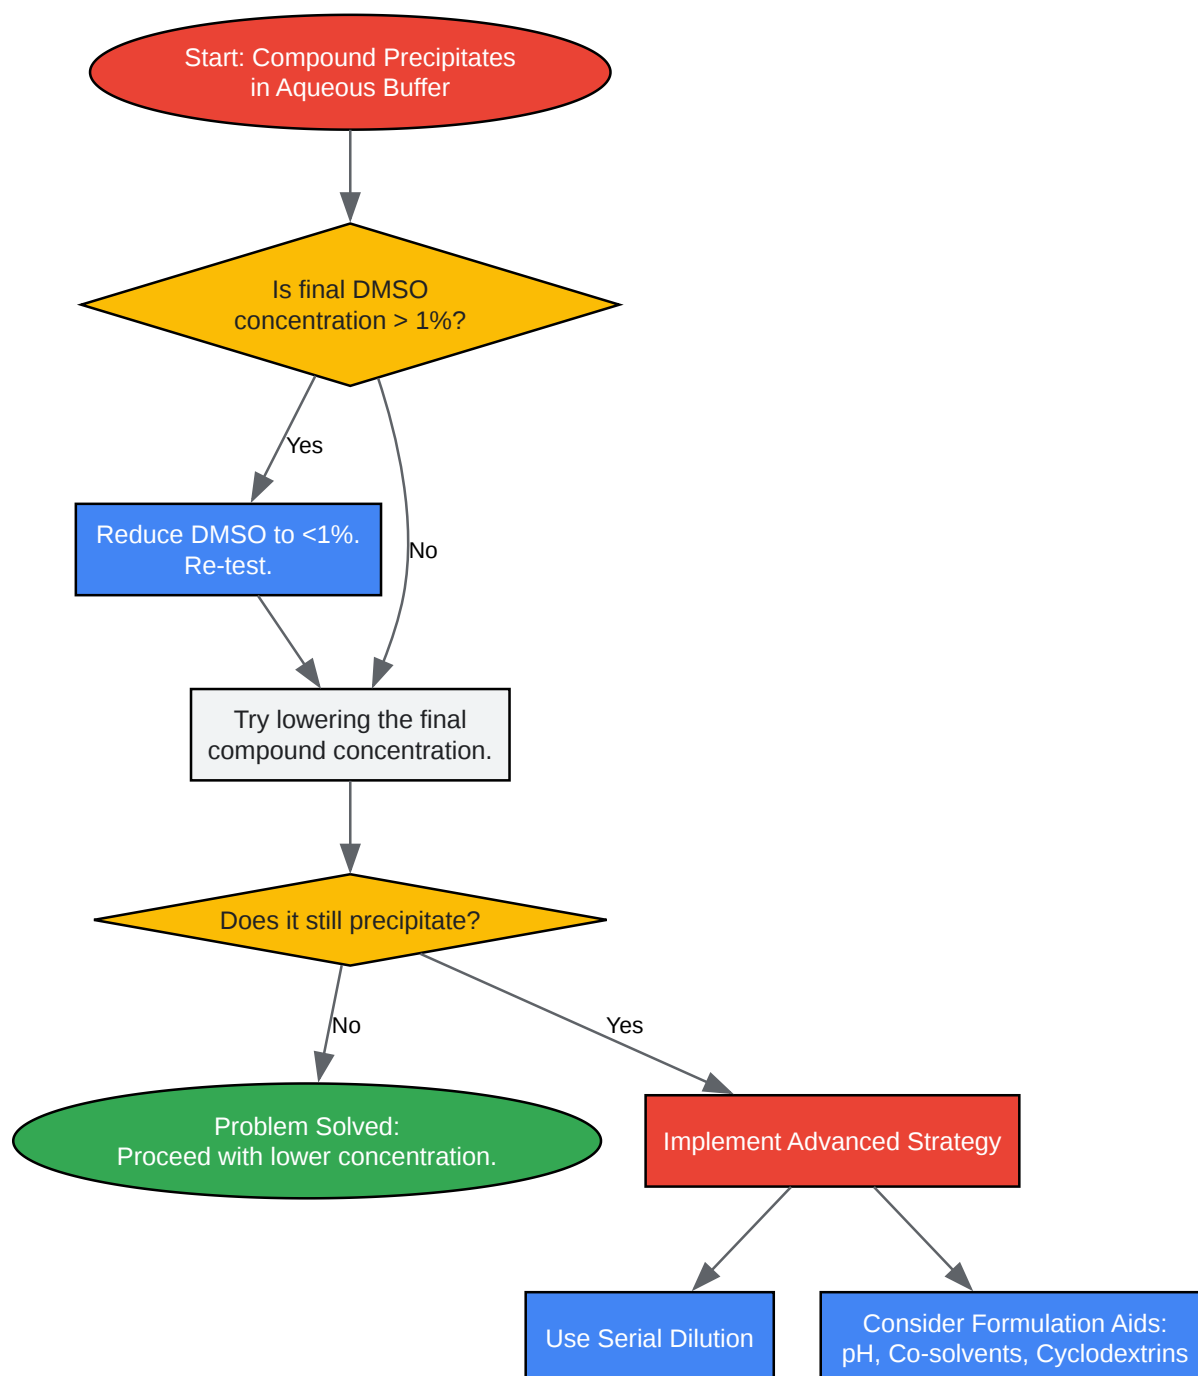 Start: Compound Precipitates
in Aqueous Buffer
Is final DMSO
concentration > 1%?
Yes
No
Reduce DMSO to <1%.
Re-test.
Try lowering the final
compound concentration.
Does it still precipitate?
No
Yes
Problem Solved:
Proceed with lower concentration.
Implement Advanced Strategy
Use Serial Dilution
Consider Formulation Aids:
pH, Co-solvents, Cyclodextrins